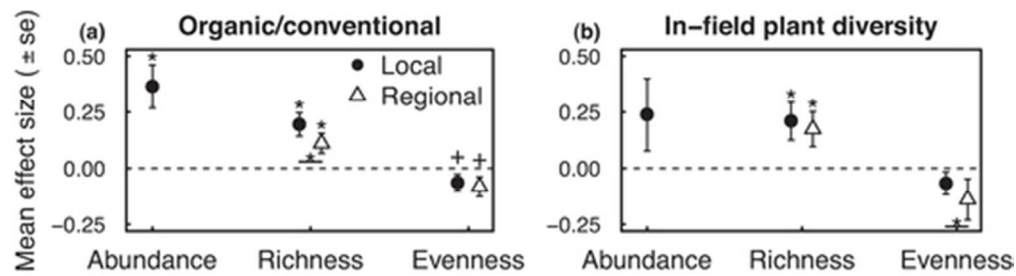 (a) Organic/conventional
(b) In−field plant diversity
Mean effect size ( ± se)
0.50
0.25
0.00
−0.25
* Local
* Regional
* * *
+ +
Abundance Richness Evenness
0.50
0.25
0.00
−0.25
* *
*
Abundance Richness Evenness